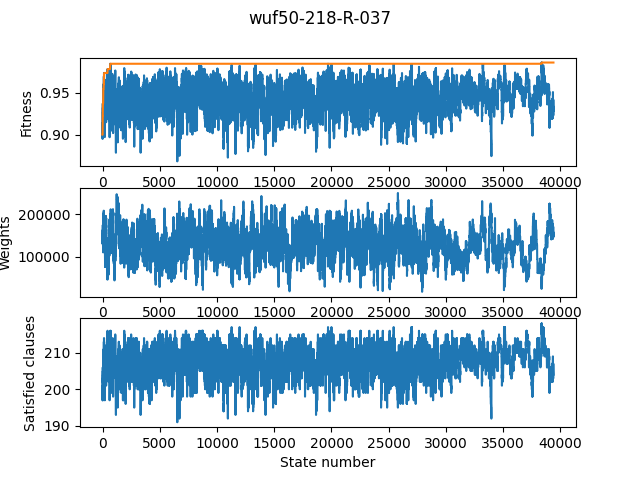 wuf50-218-R-037
Fitness
0.95
0.90
0 5000 10000 15000 20000 25000 30000 35000 40000
Weights
200000
100000
0 5000 10000 15000 20000 25000 30000 35000 40000
Satisfied clauses
210
200
190
0 5000 10000 15000 20000 25000 30000 35000 40000
State number